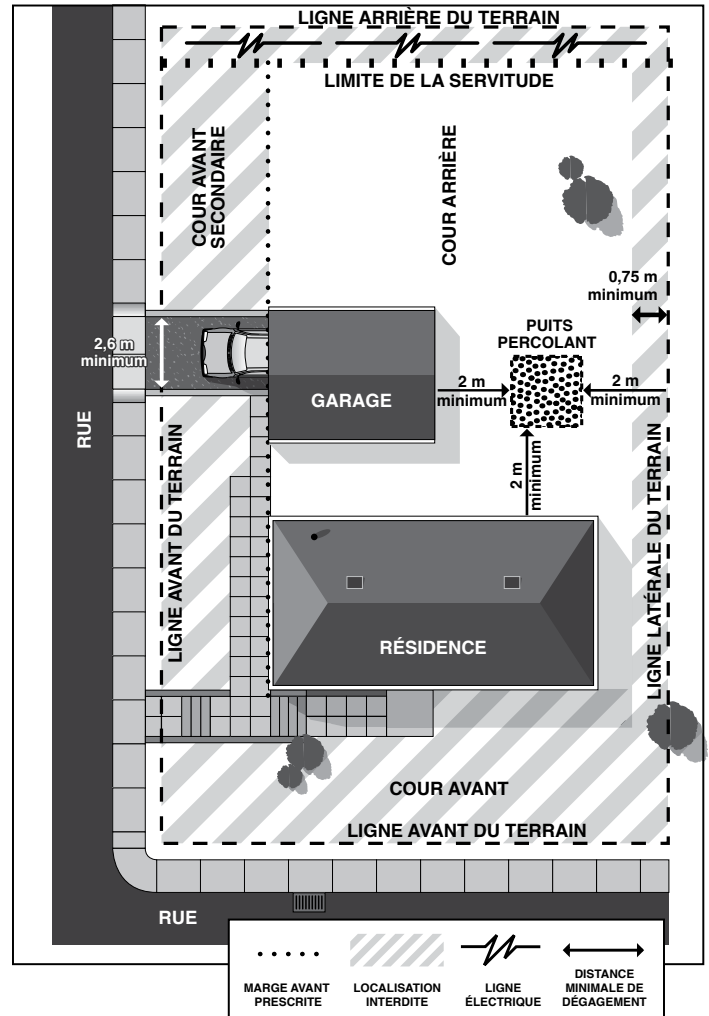 LIGNE ARRIÈRE DU TERRAIN
LIMITE DE LA SERVITUDE
COUR AVANT
SECONDAIRE
COUR ARRIÈRE
0,75 m
minimum
PUITS
PERCOLANT
2,6 m
minimum
2 m
minimum
2 m
minimum
GARAGE
RUE
2 m
minimum
LIGNE AVANT DU TERRAIN
LIGNE LATÉRALE DU TERRAIN
RÉSIDENCE
COUR AVANT
LIGNE AVANT DU TERRAIN
RUE
MARGE AVANT
PRESCRITE
LOCALISATION
INTERDITE
LIGNE
ÉLECTRIQUE
DISTANCE
MINIMALE DE
DÉGAGEMENT